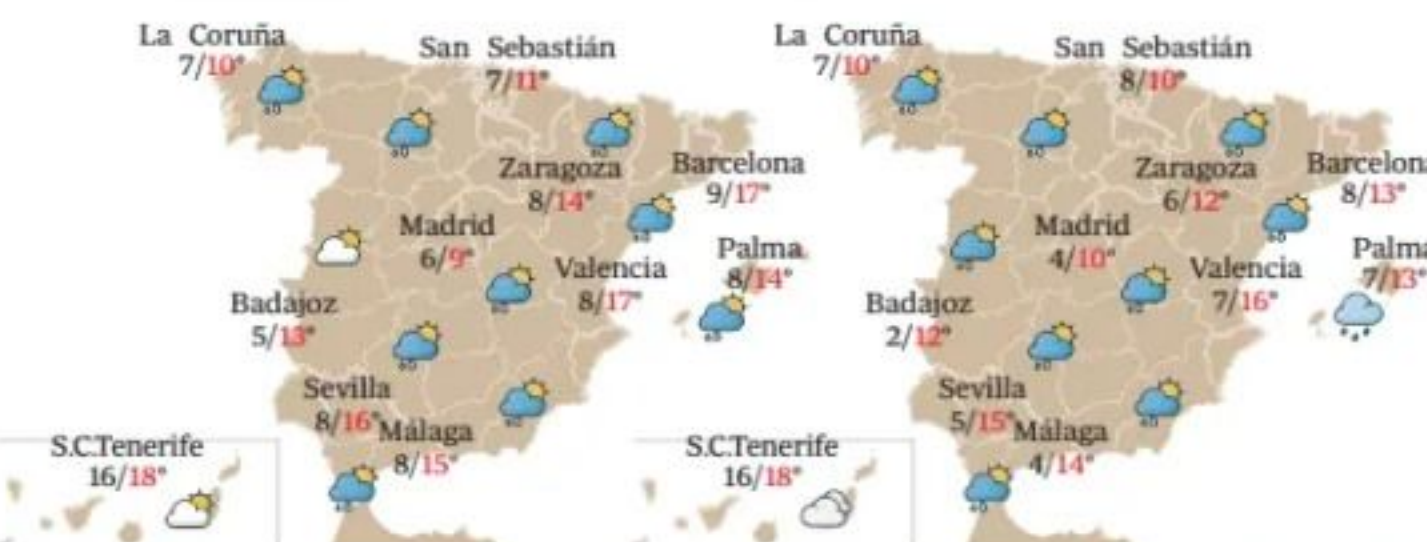 La Coruña
7/10°
San Sebastián
7/11°
Zaragoza
8/14°
Barcelona
9/17°
Madrid
6/9°
Palma
8/14°
Valencia
8/17°
Badajoz
5/13°
Sevilla
8/16°
Málaga
8/15°
S.C.Tenerife
16/18°
La Coruña
7/10°
San Sebastián
8/10°
Zaragoza
6/12°
Barcelona
8/13°
Madrid
4/10°
Palma
7/13°
Valencia
7/16°
Badajoz
2/12°
Sevilla
5/15°
Málaga
4/14°
S.C.Tenerife
16/18°